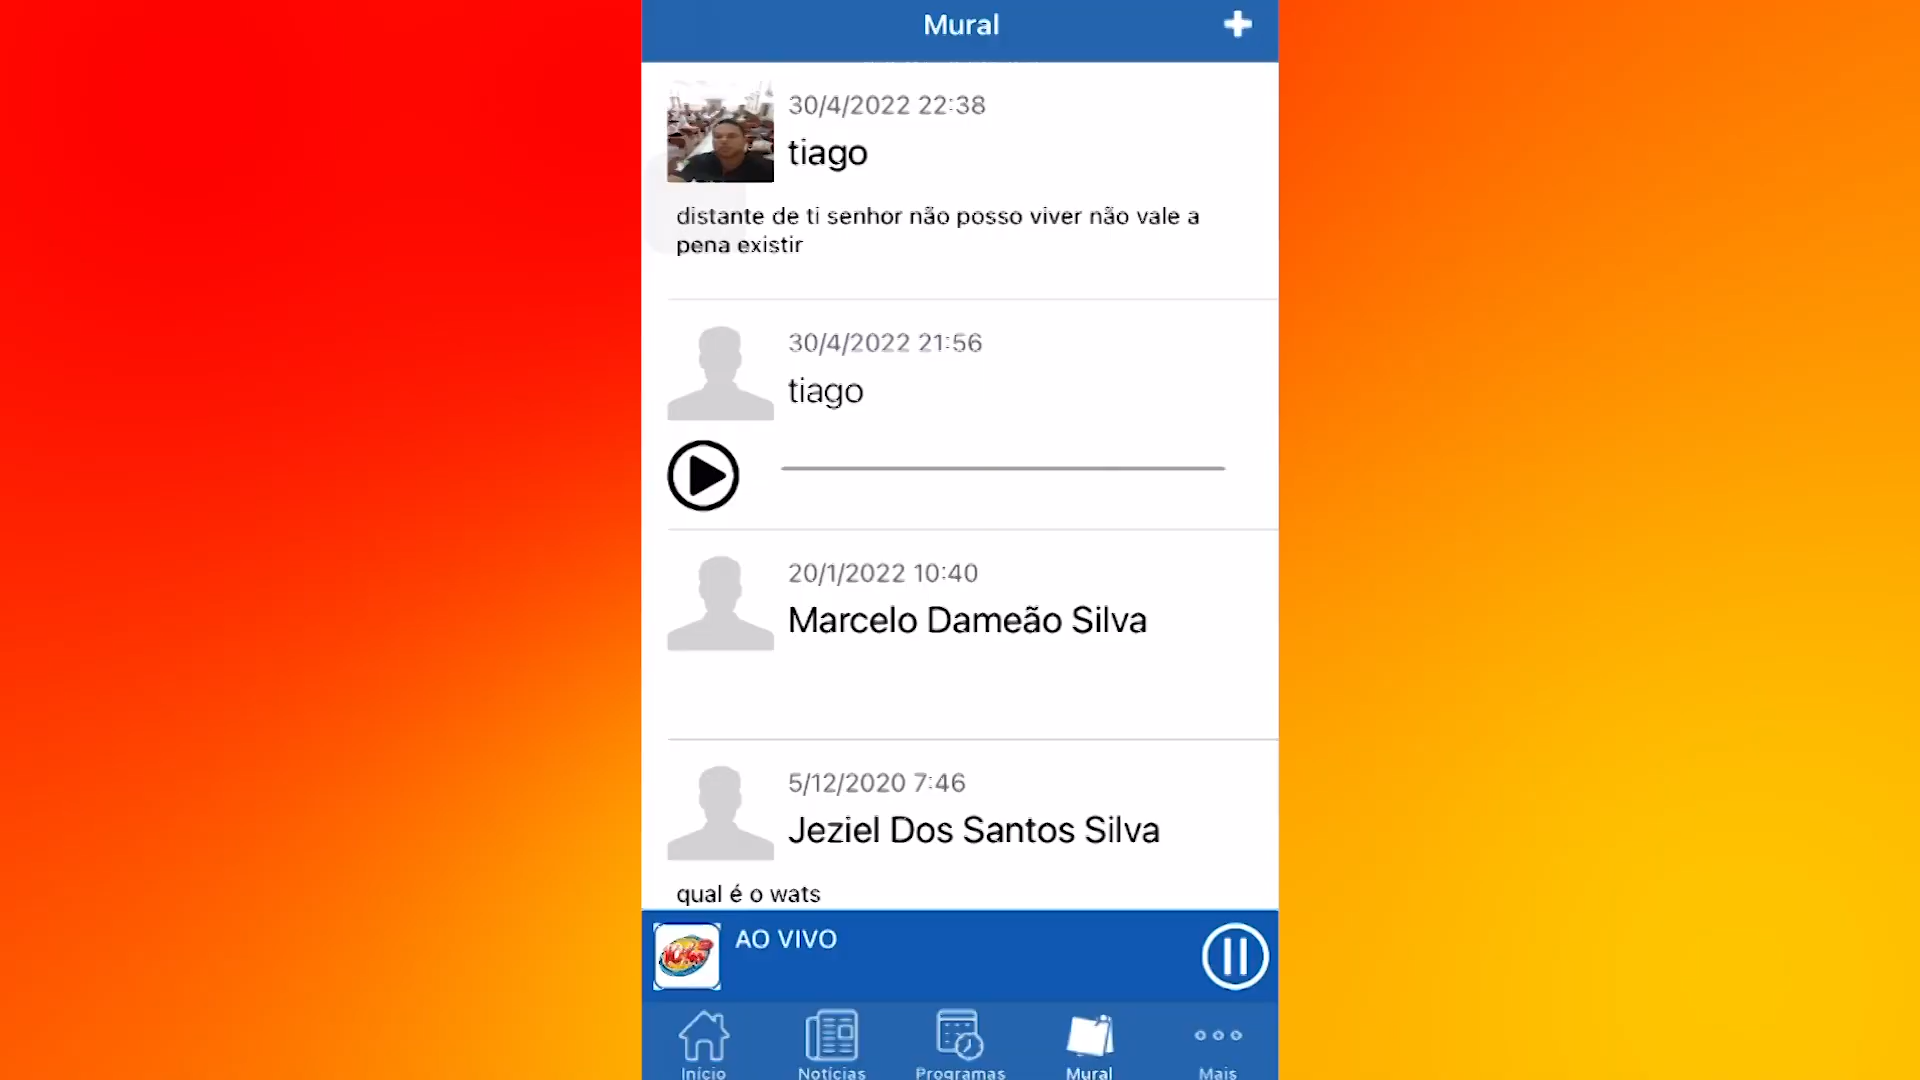 Mural
30/4/2022 22:38
tiago
distante de ti senhor não posso viver não vale a
pena existir
30/4/2022 21:56
tiago
20/1/2022 10:40
Marcelo Dameão Silva
5/12/2020 7:46
Jeziel Dos Santos Silva
qual é o wats
AO VIVO
Início
Notícias
Programas
Mural
Mais